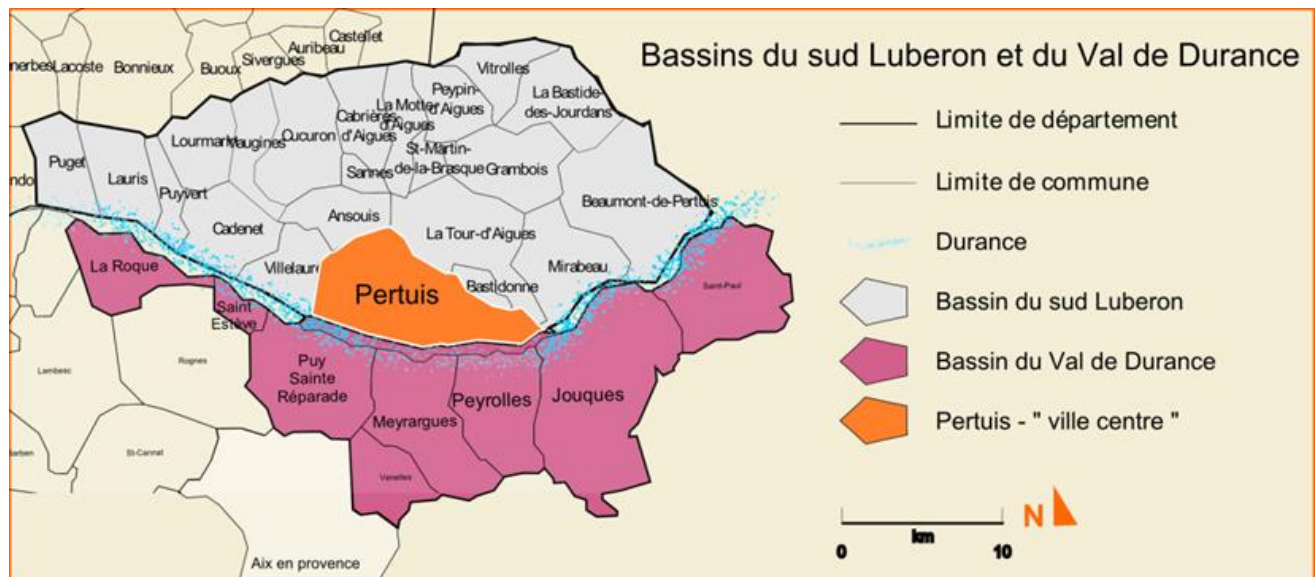 Bassins du sud Luberon et du Val de Durance
Limite de département
Limite de commune
Durance
Bassin du sud Luberon
Bassin du Val de Durance
Pertuis - " ville centre "
N
km
0 10
Castellet
Auribeau
Sivergues
Buoux
Bonnieux
Lacoste
nerbes
Vitrolles
Peypin-
d'Aigues
La Bastide-
des-Jourdans
La Motte-
d'Aigues
Cabrières-
d'Aigues
Cucuron
Vaugines
Lourmarin
St-Martin-
de-la-Brasque
Grambois
Sannes
Puget
Lauris
Puyvert
ndo
Beaumont-de-Pertuis
Ansouis
Cadenet
La Tour-d'Aigues
Mirabeau
Villelaure
Bastidonne
Pertuis
La Roque
Saint
Estève
Saint-Paul
Rognes
Lambesc
Puy
Sainte
Réparade
Meyrargues
Peyrolles
Jouques
Venelles
St-Cannat
Barben
Aix en provence